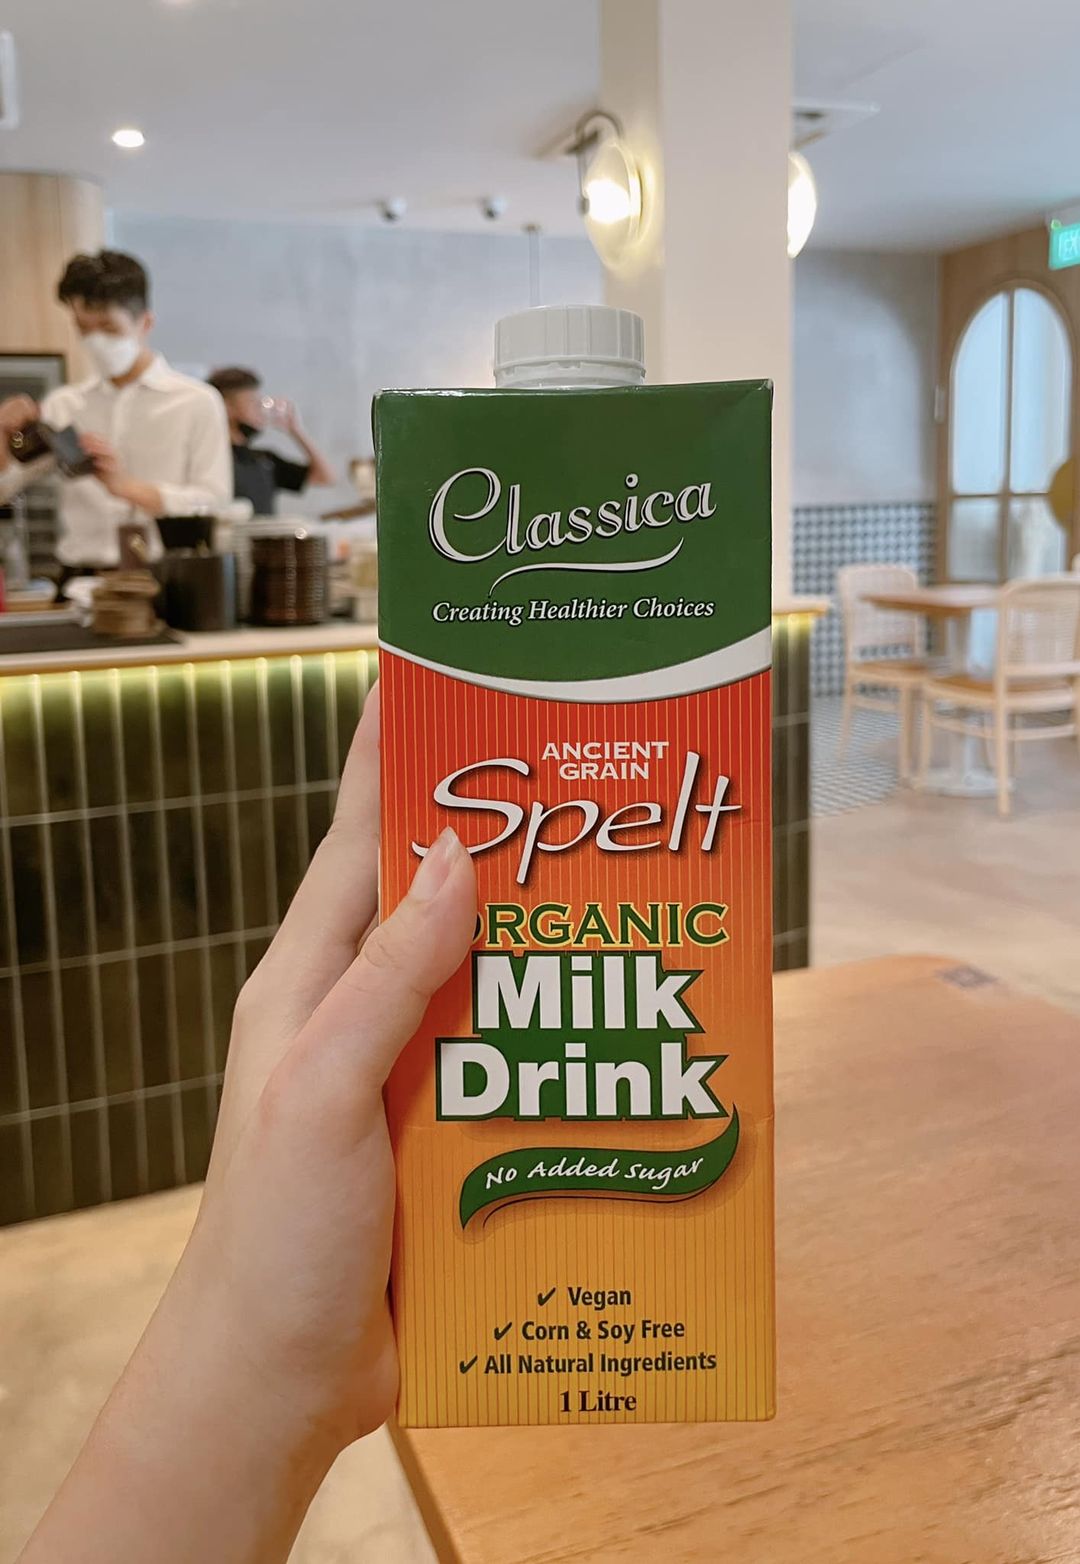 Classica
Creating Healthier Choices
ANCIENT
GRAIN
Spelt
ORGANIC
Milk
Drink
No Added Sugar
✓ Vegan
✓ Corn & Soy Free
✓ All Natural Ingredients
1 Litre